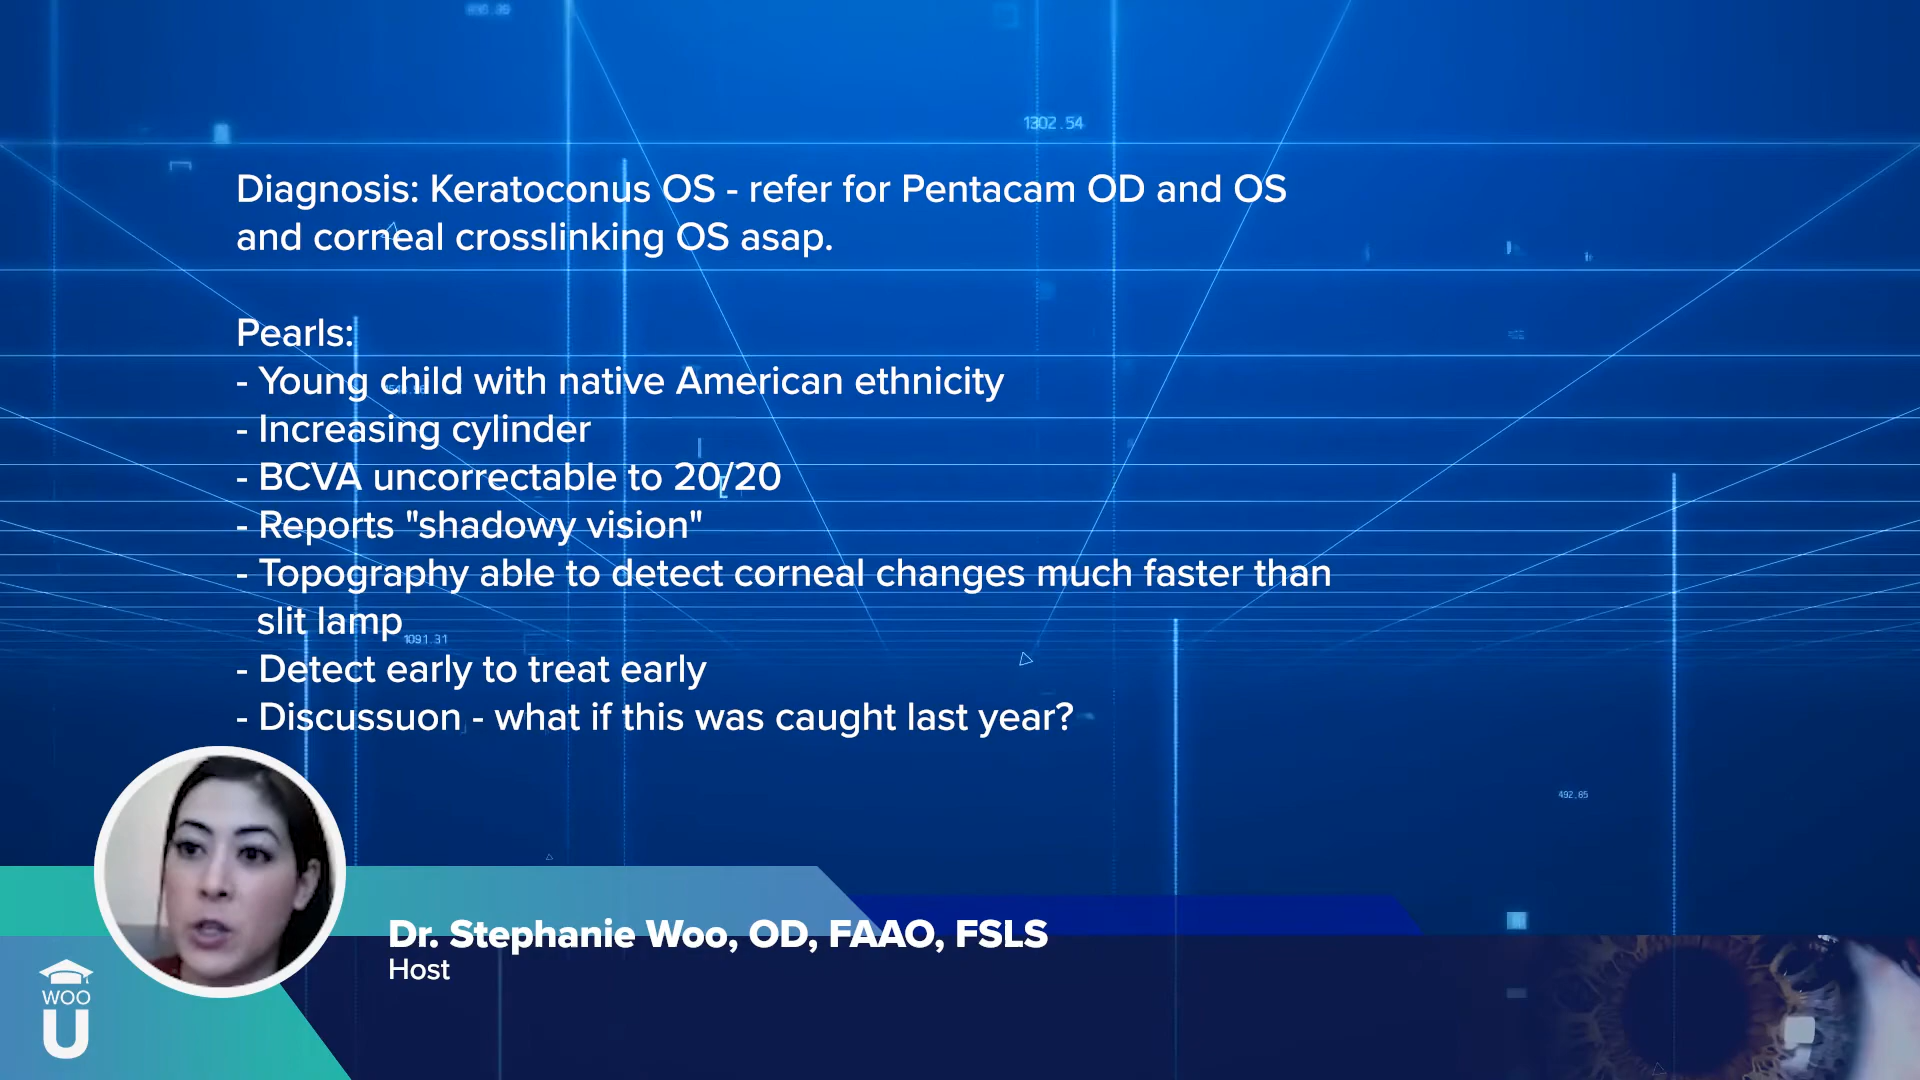 1302.54
Diagnosis: Keratoconus OS - refer for Pentacam OD and OS
and corneal crosslinking OS asap.
Pearls:
- Young child with native American ethnicity
- Increasing cylinder
- BCVA uncorrectable to 20/20
- Reports "shadowy vision"
- Topography able to detect corneal changes much faster than
slit lamp
1091.31
- Detect early to treat early
- Discussuon - what if this was caught last year?
492.65
Dr. Stephanie Woo, OD, FAAO, FSLS
Host
WOO
U